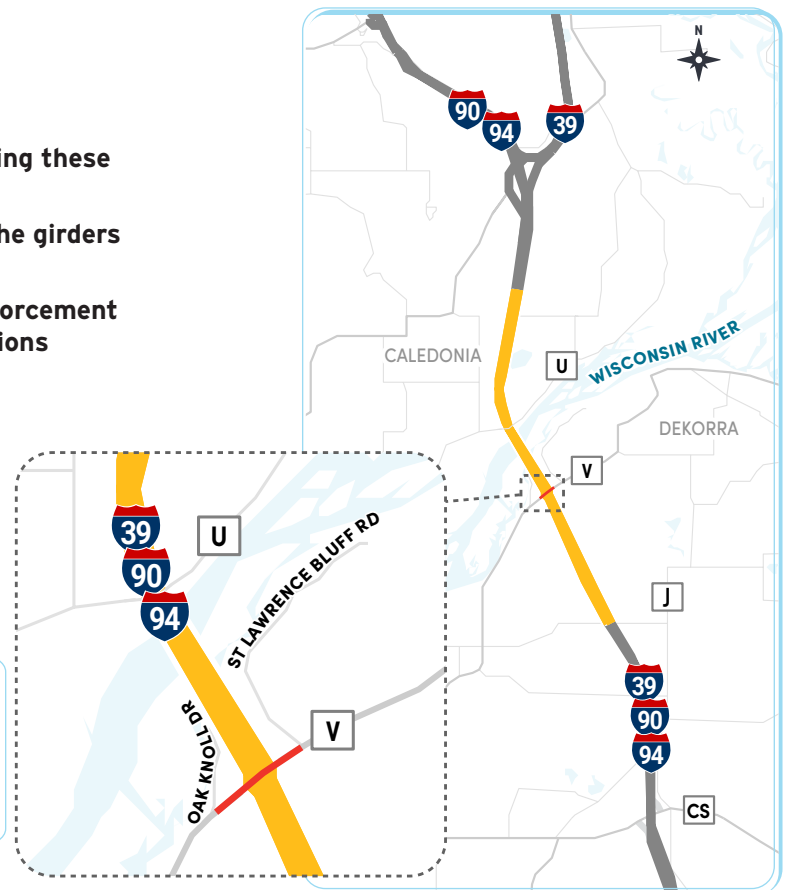 ing these
he girders
orcement
ions
N
90
94
39
CALEDONIA
U
WISCONSIN RIVER
DEKORRA
V
J
39
90
94
CS
39
90
94
U
ST LAWRENCE BLUFF RD
V
OAK KNOLL DR